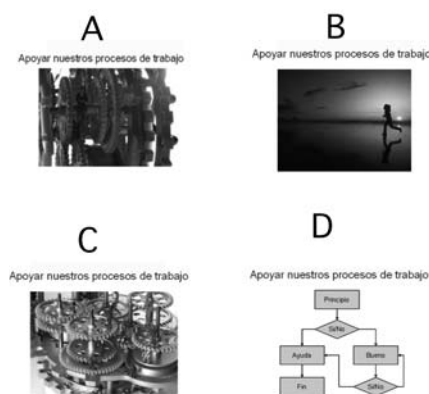 A
Apoyar nuestros procesos de trabajo
B
Apoyar nuestros procesos de trabajo
C
Apoyar nuestros procesos de trabajo
D
Apoyar nuestros procesos de trabajo
Principio
Si/No
Ayuda
Bueno
Fin
Si/No